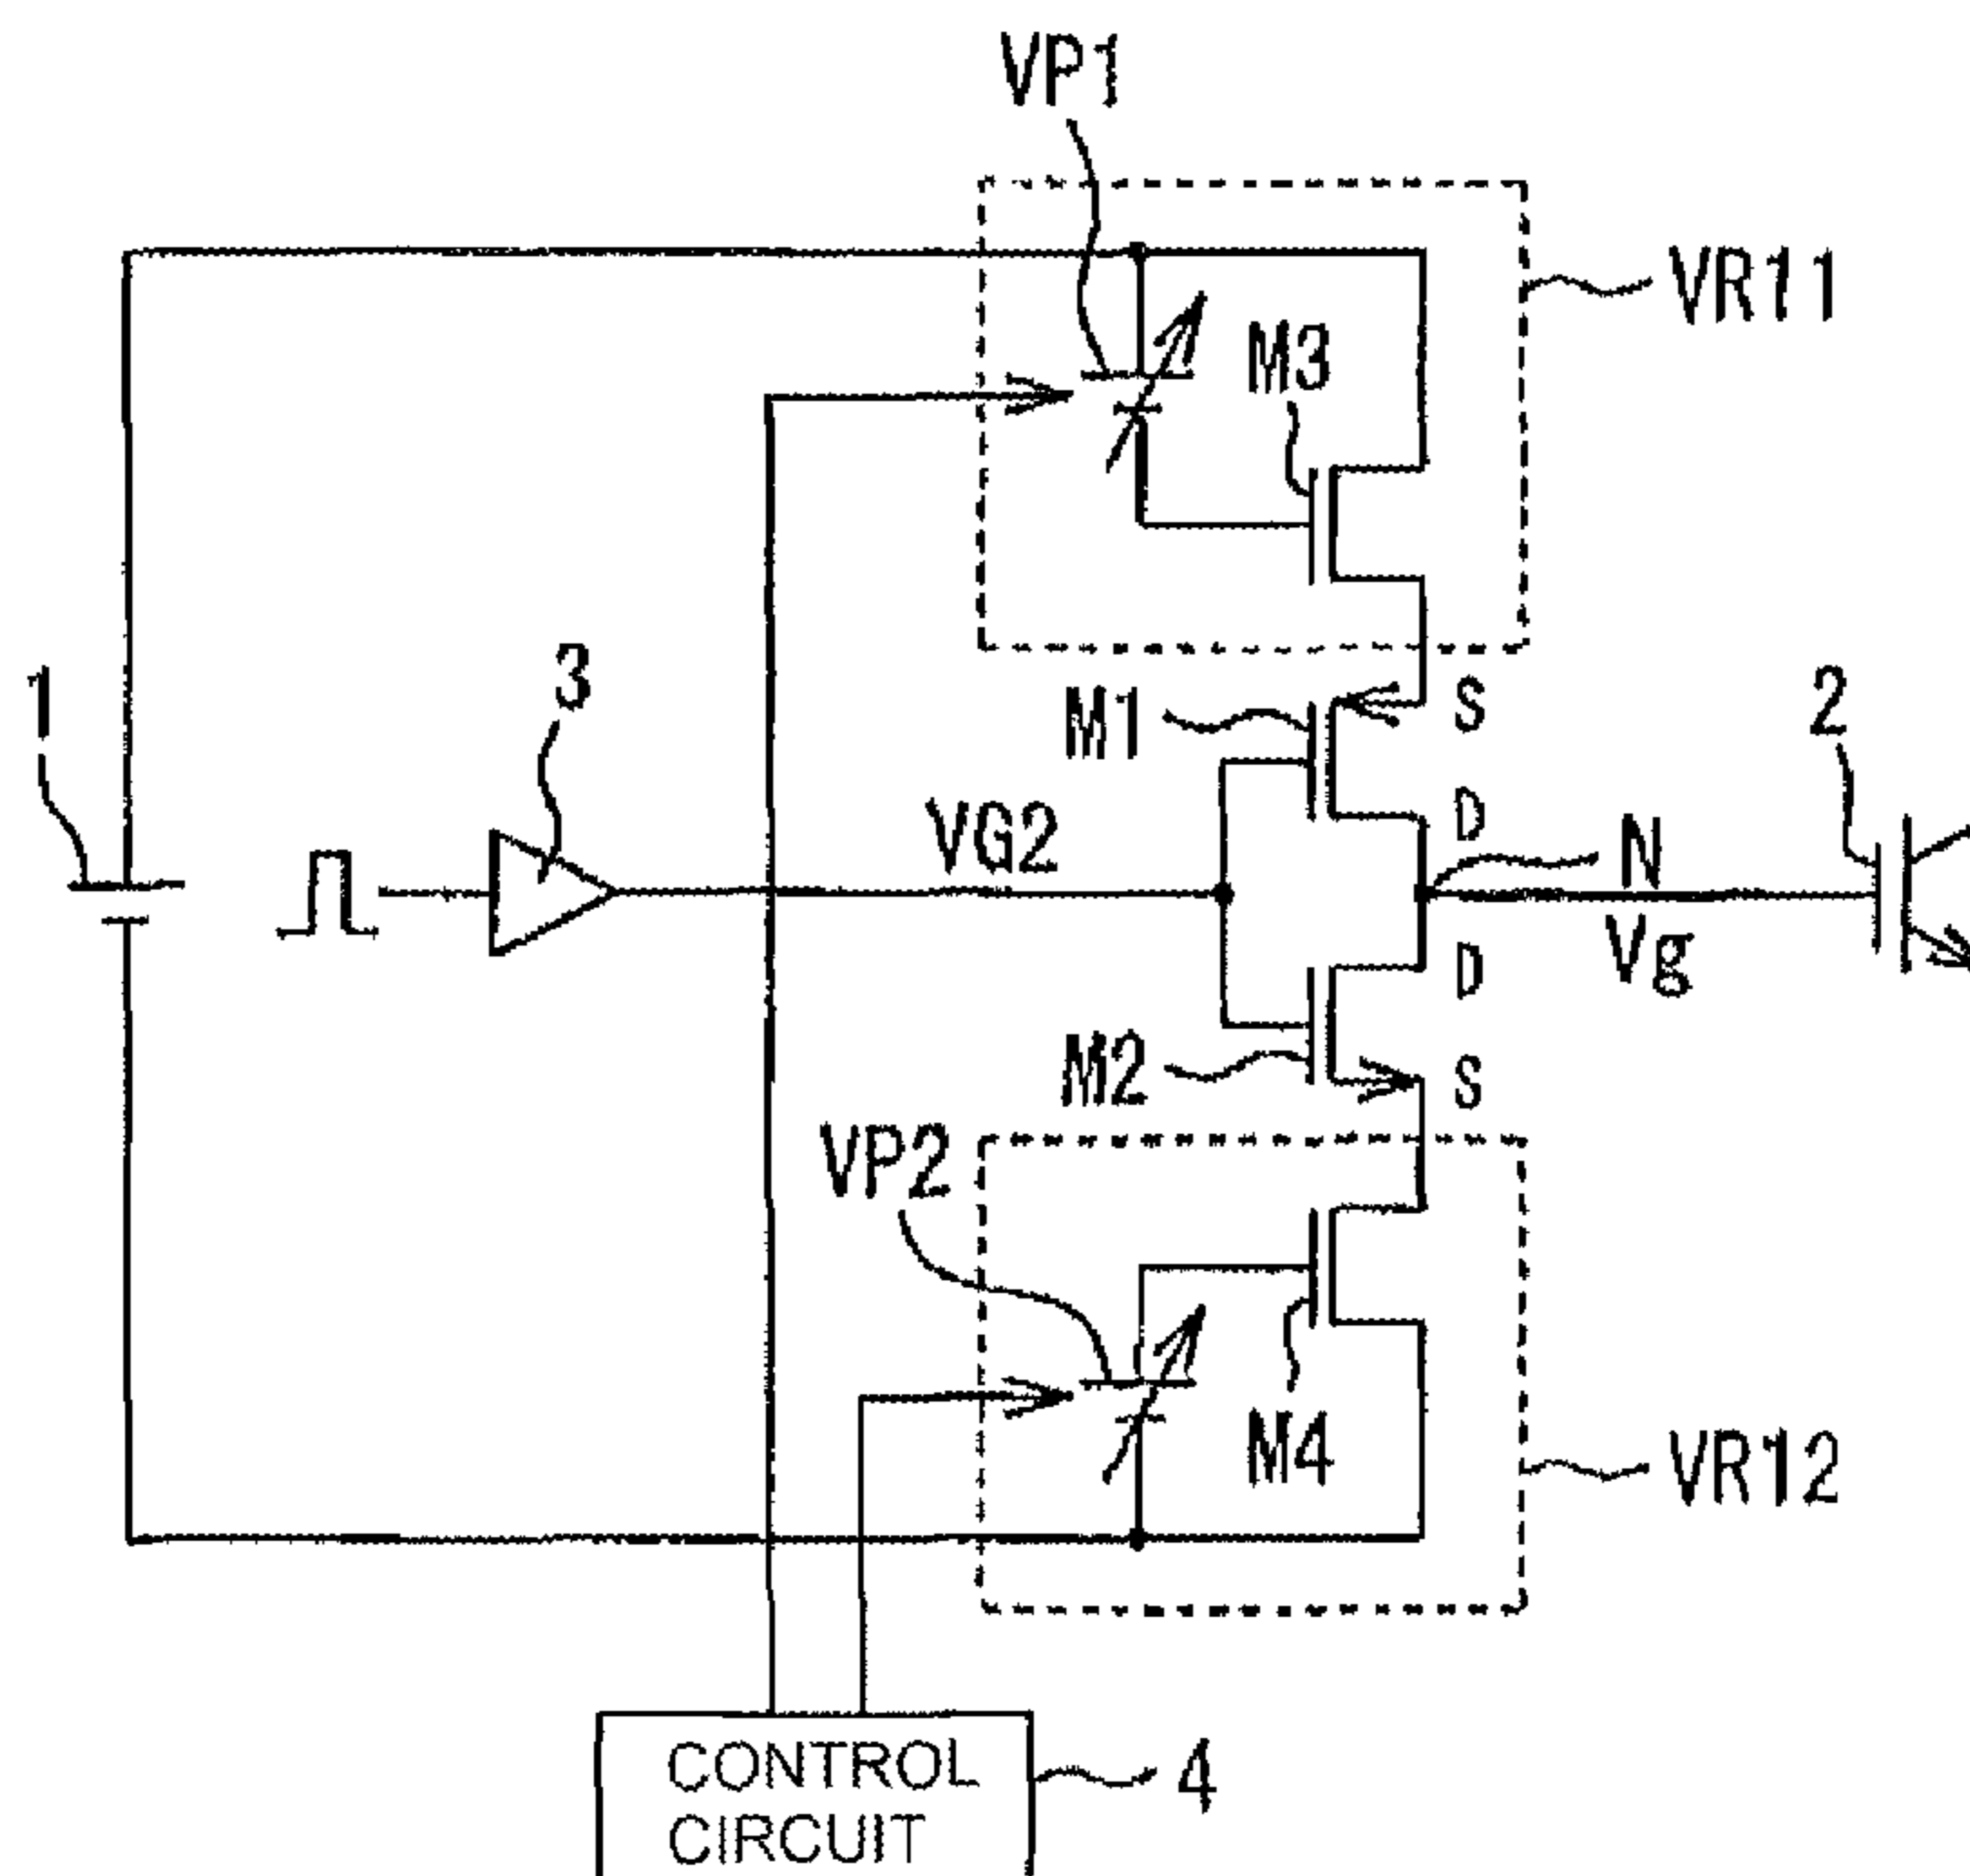 VP1
VR11
M3
1
3
M1
S
2
D
VG2
N
Vg
D
M2
S
VP2
M4
VR12
CONTROL
CIRCUIT
4